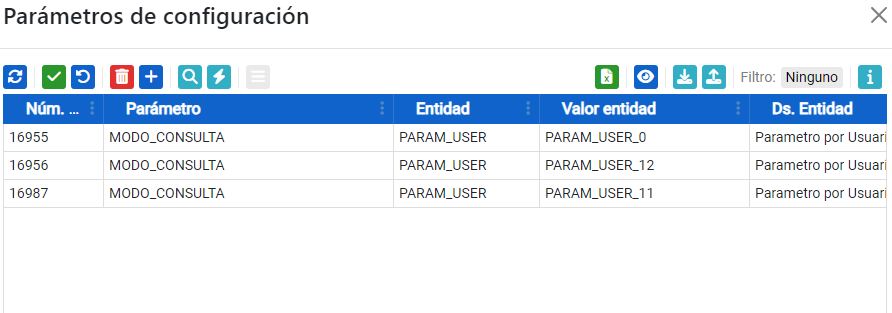 Parámetros de configuración
Filtro: Ninguno
Núm. ... Parámetro Entidad Valor entidad Ds. Entidad
16955 MODO_CONSULTA PARAM_USER PARAM_USER_0 Parametro por Usuari
16956 MODO_CONSULTA PARAM_USER PARAM_USER_12 Parametro por Usuari
16987 MODO_CONSULTA PARAM_USER PARAM_USER_11 Parametro por Usuari